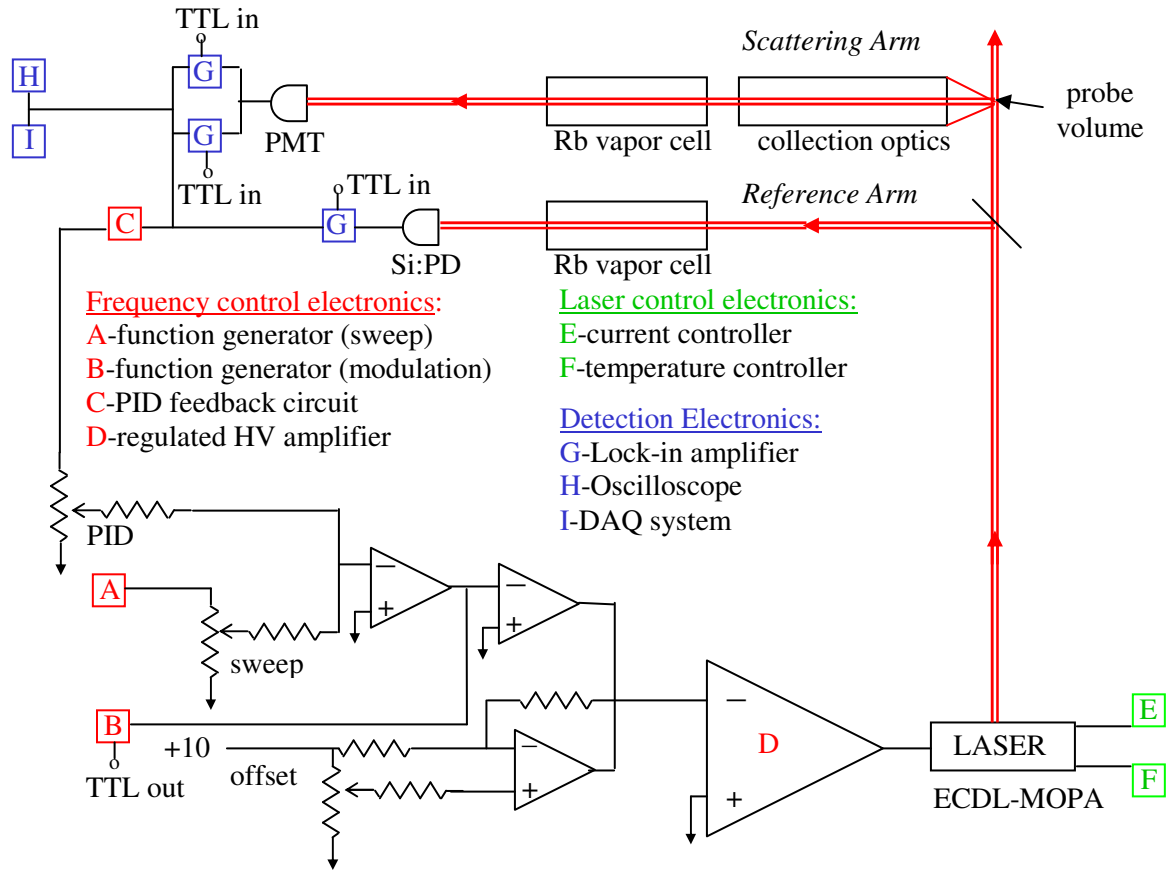 TTL in
Scattering Arm
H
G
probe
volume
I
G
PMT
Rb vapor cell
collection optics
TTL in
TTL in
Reference Arm
C
G
Si:PD
Rb vapor cell
Frequency control electronics:
A-function generator (sweep)
B-function generator (modulation)
C-PID feedback circuit
D-regulated HV amplifier
Laser control electronics:
E-current controller
F-temperature controller
Detection Electronics:
G-Lock-in amplifier
H-Oscilloscope
I-DAQ system
PID
A
sweep
B
+10
offset
TTL out
− +
− +
− +
− +
D
LASER
ECDL-MOPA
E
F